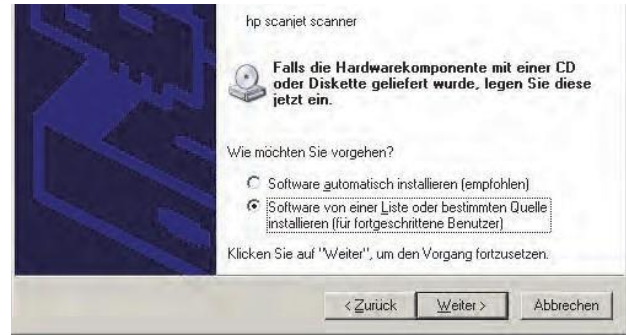 hp scanjet scanner
Falls die Hardwarekomponente mit einer CD
oder Diskette geliefert wurde, legen Sie diese
jetzt ein.
Wie möchten Sie vorgehen?
Software automatisch installieren (empfohlen)
Software von einer Liste oder bestimmten Quelle
installieren (für fortgeschrittene Benutzer)
Klicken Sie auf "Weiter", um den Vorgang fortzusetzen.
< Zurück Weiter > Abbrechen